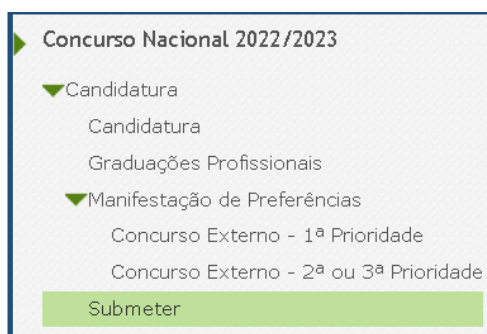 Concurso Nacional 2022/2023
Candidatura
Candidatura
Graduações Profissionais
Manifestação de Preferências
Concurso Externo - 1ª Prioridade
Concurso Externo - 2ª ou 3ª Prioridade
Submeter